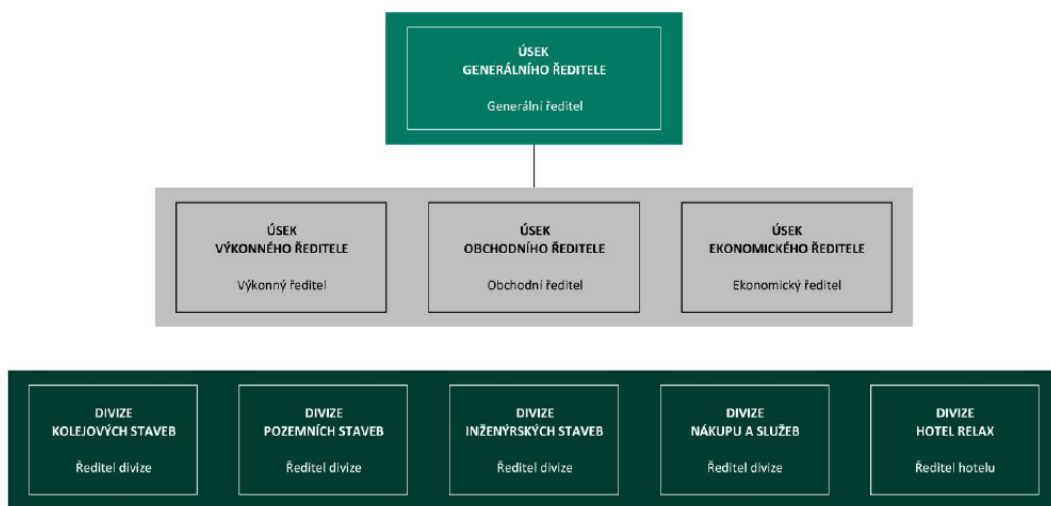 ÚSEK
GENERÁLNÍHO ŘEDITELE
Generální ředitel
ÚSEK
VÝKONNÉHO ŘEDITELE
Výkonný ředitel
ÚSEK
OBCHODNÍHO ŘEDITELE
Obchodní ředitel
ÚSEK
EKONOMICKÉHO ŘEDITELE
Ekonomický ředitel
DIVIZE
KOLEJOVÝCH STAVEB
Ředitel divize
DIVIZE
POZEMNÍCH STAVEB
Ředitel divize
DIVIZE
INŽENÝRSKÝCH STAVEB
Ředitel divize
DIVIZE
NÁKUPU A SLUŽEB
Ředitel divize
DIVIZE
HOTEL RELAX
Ředitel hotelu